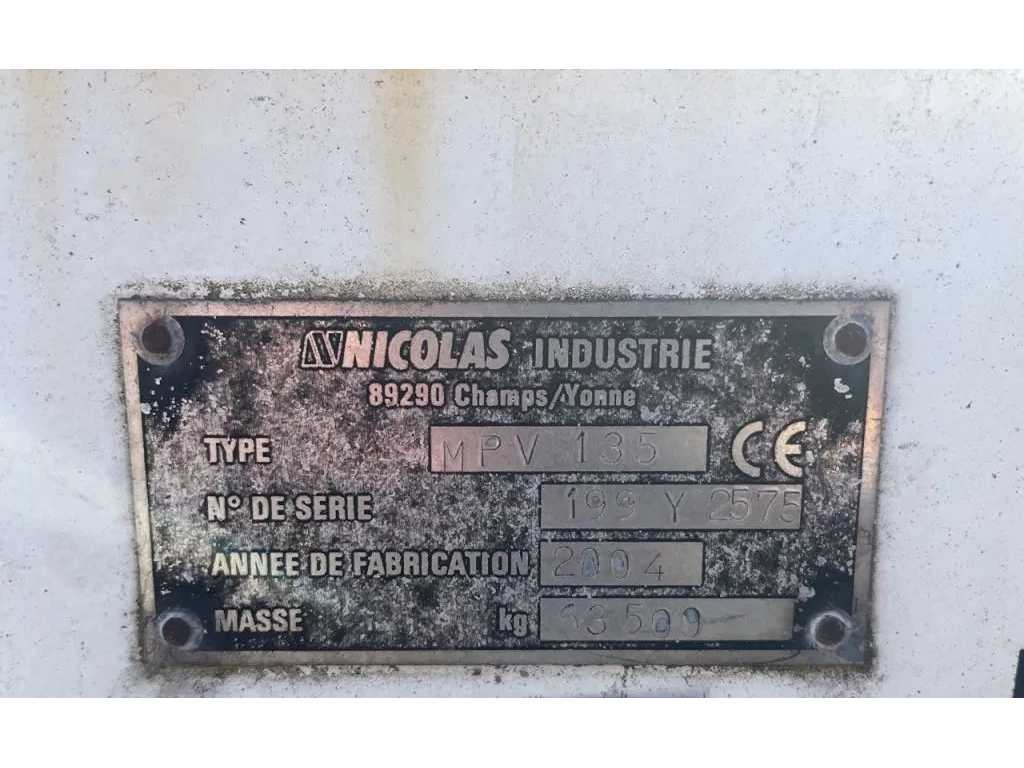 NICOLAS INDUSTRIE
89290 Champs/Yonne
TYPE MPV 135 CE
N° DE SERIE 199 Y 2575
ANNEE DE FABRICATION 2004
MASSE kg 13500